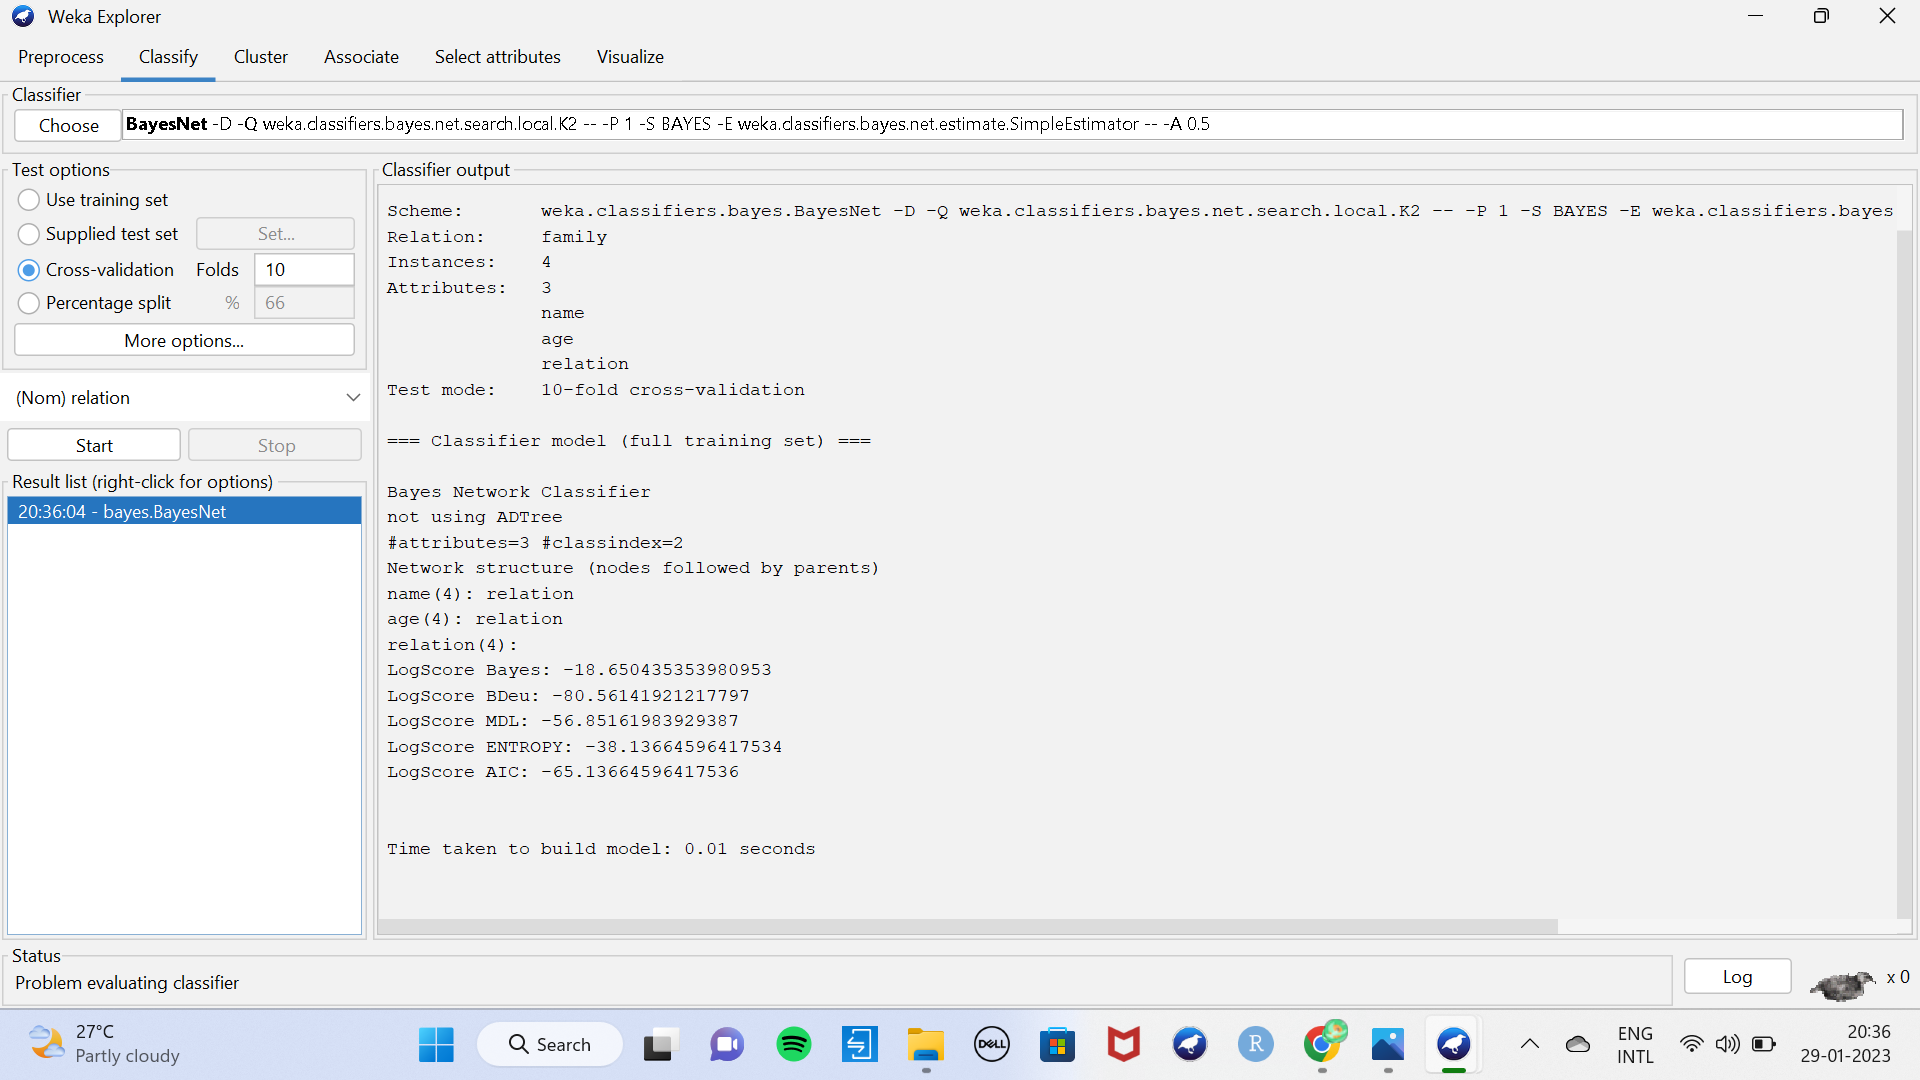 Weka Explorer
Preprocess Classify Cluster Associate Select attributes Visualize
Classifier
Choose BayesNet -D -Q weka.classifiers.bayes.net.search.local.K2 -- -P 1 -S BAYES -E weka.classifiers.bayes.net.estimate.SimpleEstimator -- -A 0.5
Test options
Use training set
Supplied test set Set...
Cross-validation Folds 10
Percentage split % 66
More options...
(Nom) relation
Start Stop
Result list (right-click for options)
20:36:04 - bayes.BayesNet
Classifier output
Scheme: weka.classifiers.bayes.BayesNet -D -Q weka.classifiers.bayes.net.search.local.K2 -- -P 1 -S BAYES -E weka.classifiers.bayes
Relation: family
Instances: 4
Attributes: 3
name
age
relation
Test mode: 10-fold cross-validation
=== Classifier model (full training set) ===
Bayes Network Classifier
not using ADTree
#attributes=3 #classindex=2
Network structure (nodes followed by parents)
name(4): relation
age(4): relation
relation(4):
LogScore Bayes: -18.650435353980953
LogScore BDeu: -80.56141921217797
LogScore MDL: -56.85161983929387
LogScore ENTROPY: -38.13664596417534
LogScore AIC: -65.13664596417536
Time taken to build model: 0.01 seconds
Status
Problem evaluating classifier
Log x 0
27°C
Partly cloudy
Search
DELL
R
ENG
INTL
20:36
29-01-2023